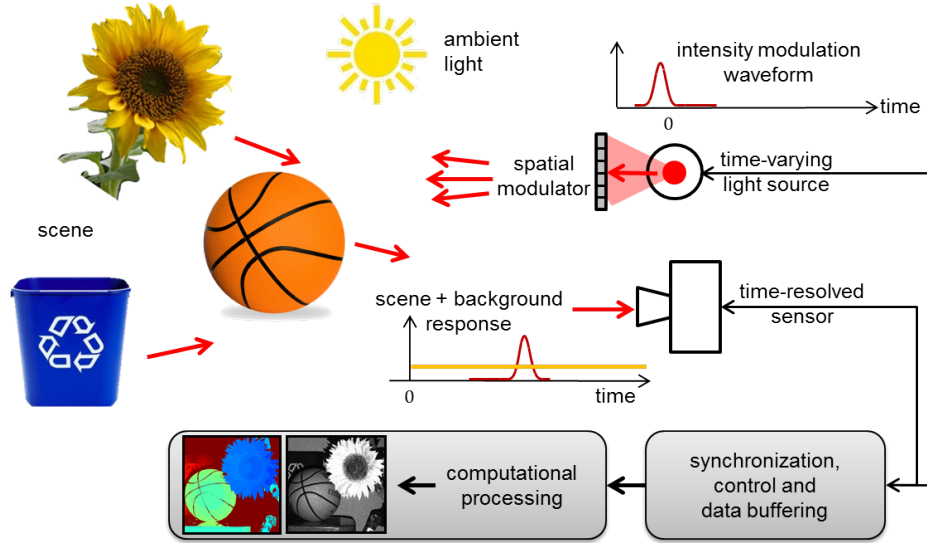 ambient
light
intensity modulation
waveform
time
0
spatial
modulator
time-varying
light source
scene
scene + background
response
time-resolved
sensor
0
time
computational
processing
synchronization,
control and
data buffering